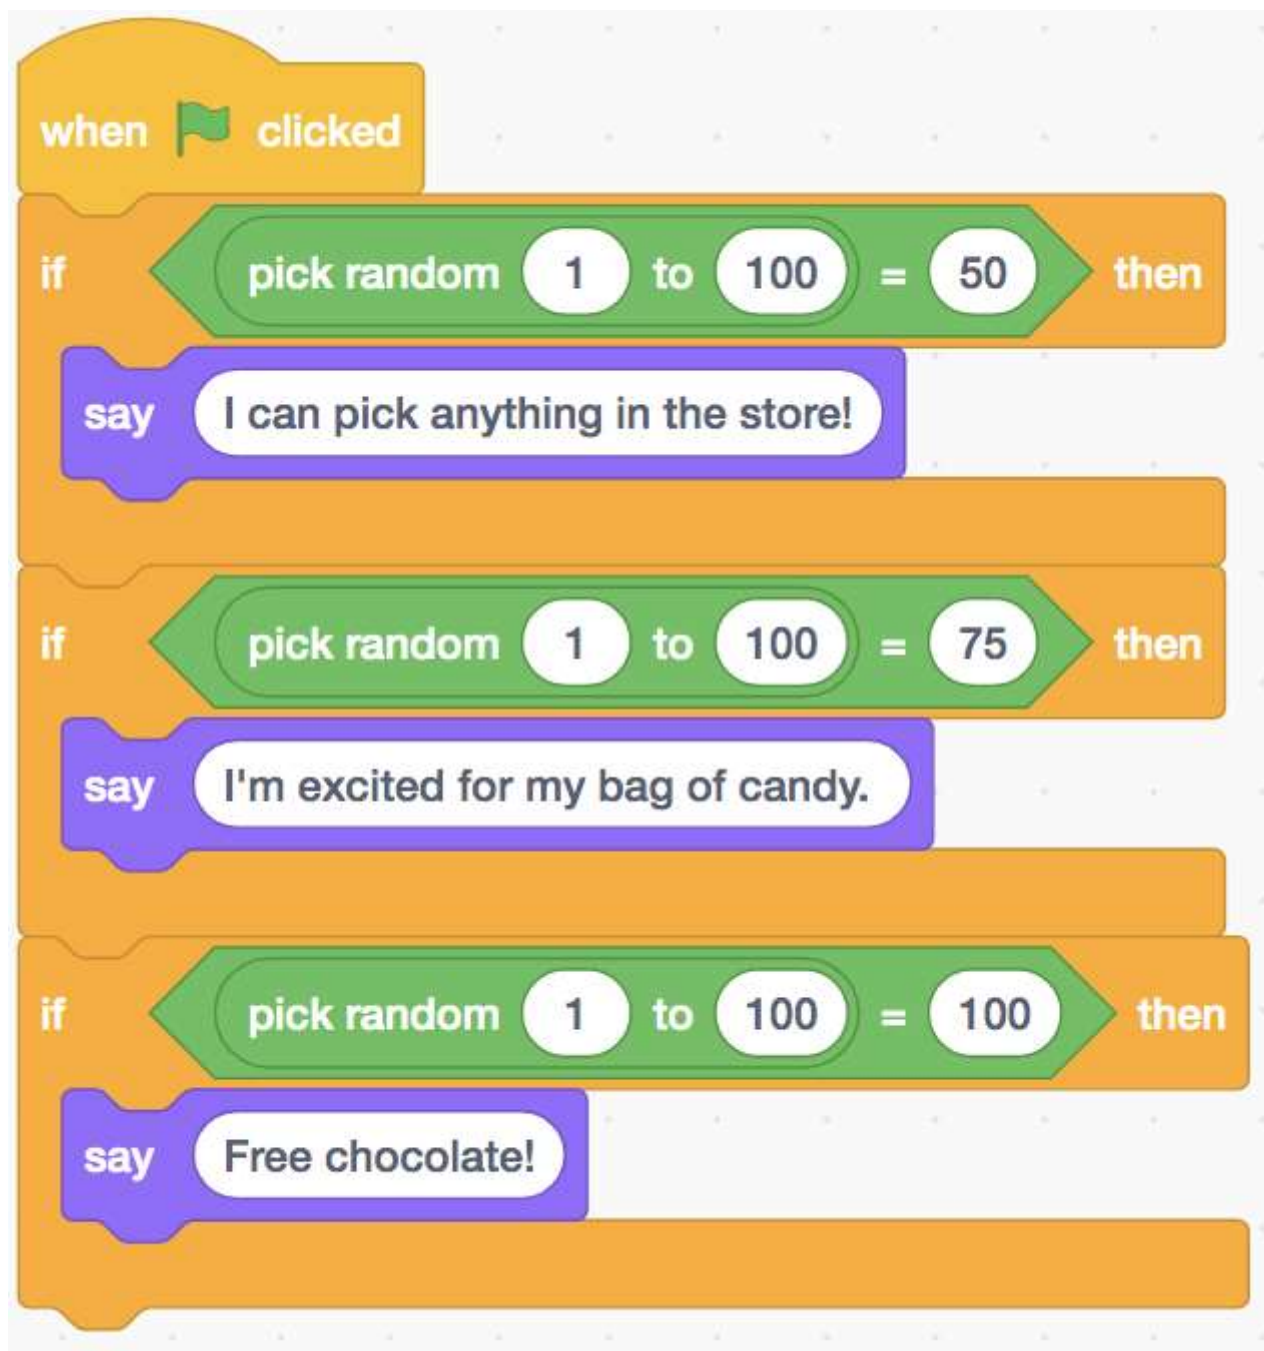 when clicked
if pick random 1 to 100 = 50 then
say I can pick anything in the store!
if pick random 1 to 100 = 75 then
say I'm excited for my bag of candy.
if pick random 1 to 100 = 100 then
say Free chocolate!